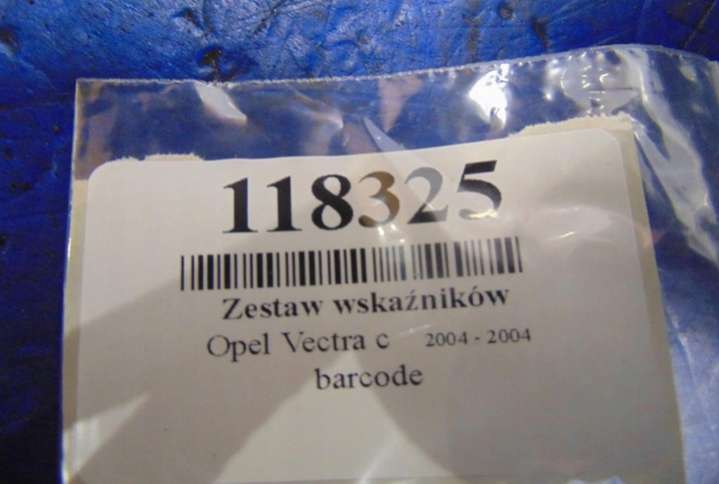 118325
Zestaw wskaźników
Opel Vectra c 2004 - 2004
barcode